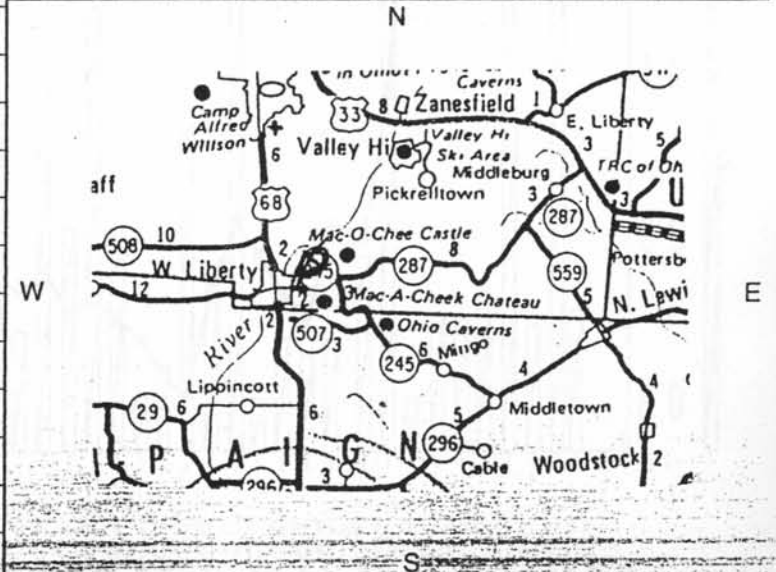 N
Caverns
33
8
Zanesfield
1
E. Liberty
Camp
Alfred
Willson
6
Valley Hi
Valley Hi
Ski Area
3
5
Middleburg
TRC of Oh
aff
Pickrelltown
3
3
U
68
287
508
10
Mac-O-Chee Castle
2
8
287
559
Pottersb
W. Liberty
W
E
12
3
Mac-A-Cheek Chateau
5
N. Lewi
2
507
3
Ohio Caverns
River
245
6
Mingo
4
Lippincott
4
29
6
6
5
Middletown
296
P A I G N
Cable
Woodstock
2
296
3
S